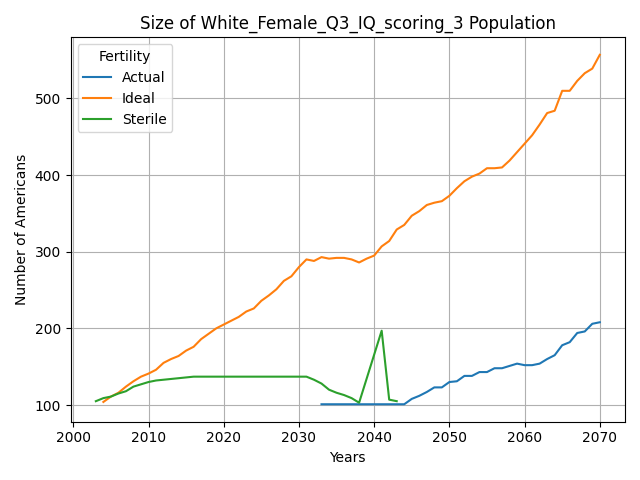 Size of White_Female_Q3_IQ_scoring_3 Population
Fertility
Actual
Ideal
Sterile
Number of Americans
500
400
300
200
100
2000 2010 2020 2030 2040 2050 2060 2070
Years